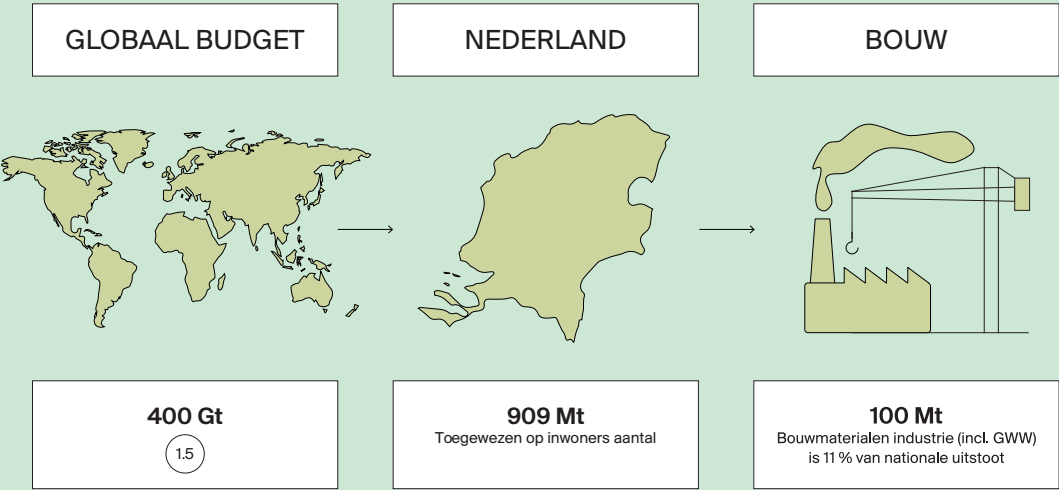 GLOBAAL BUDGET
NEDERLAND
BOUW
400 Gt
1.5
909 Mt
Toegewezen op inwoners aantal
100 Mt
Bouwmaterialen industrie (incl. GWW)
is 11 % van nationale uitstoot